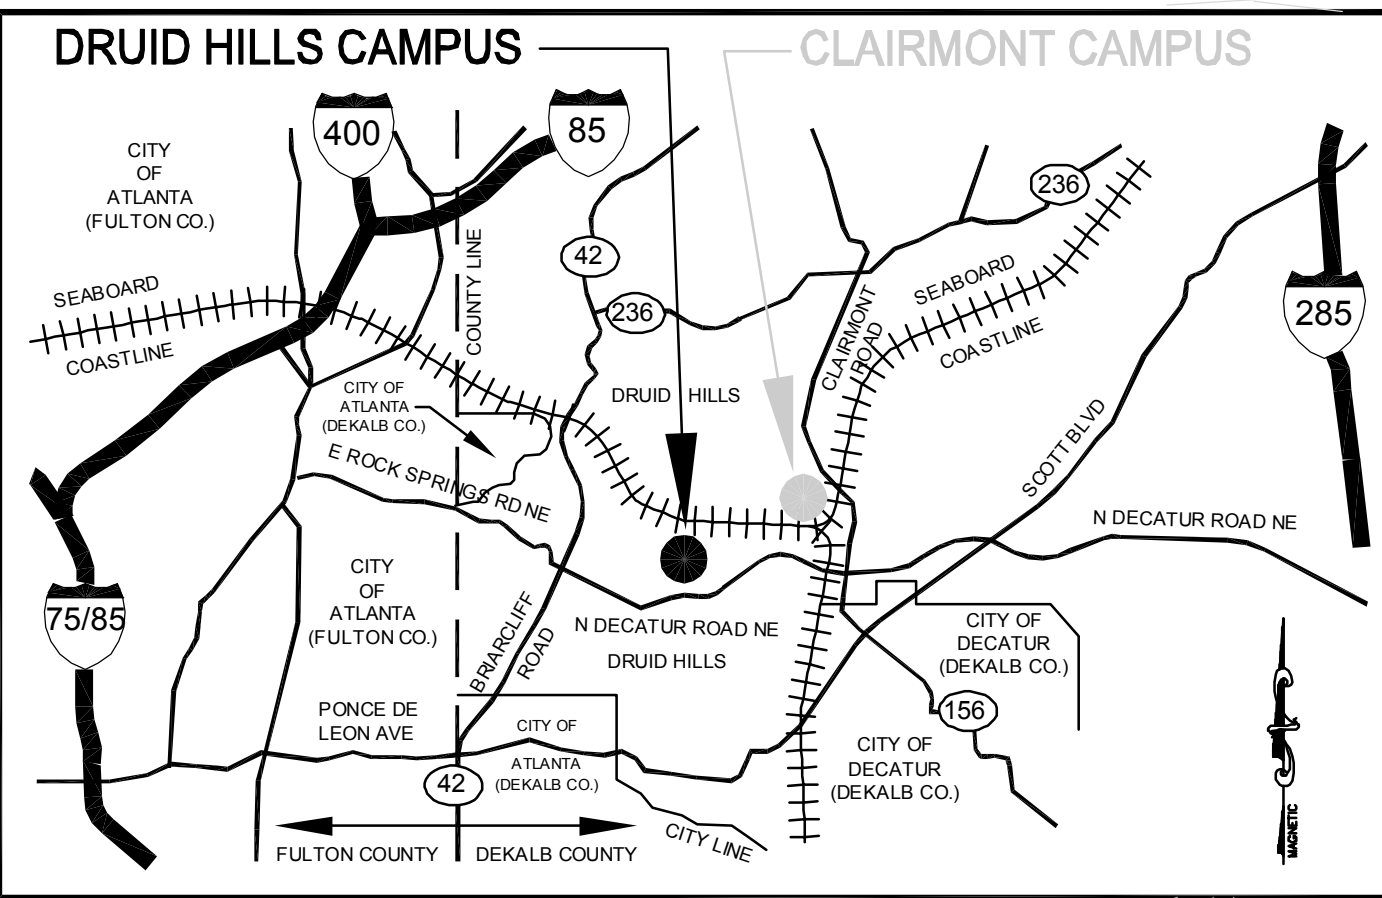 DRUID HILLS CAMPUS
CLAIRMONT CAMPUS
400
85
CITY
OF
ATLANTA
(FULTON CO.)
236
42
COUNTY LINE
SEABOARD
COASTLINE
236
SEABOARD
COASTLINE
CLAIRMONT
ROAD
285
CITY OF
ATLANTA
(DEKALB CO.)
DRUID HILLS
E ROCK SPRINGS RD NE
SCOTT BLVD
N DECATUR ROAD NE
75/85
CITY
OF
ATLANTA
(FULTON CO.)
BRIARCLIFF
ROAD
N DECATUR ROAD NE
DRUID HILLS
CITY OF
DECATUR
(DEKALB CO.)
PONCE DE
LEON AVE
156
CITY OF
ATLANTA
(DEKALB CO.)
CITY OF
DECATUR
(DEKALB CO.)
42
CITY LINE
FULTON COUNTY
DEKALB COUNTY
MAGNETIC